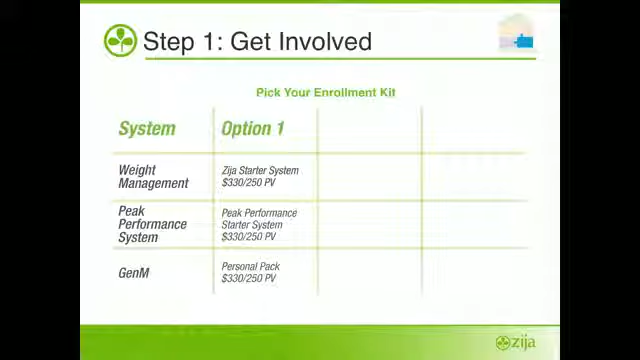 Step 1: Get Involved
Pick Your Enrollment Kit
System
Option 1
Weight
Management
Zija Starter System
$330/250 PV
Peak
Performance
System
Peak Performance
Starter System
$330/250 PV
GenM
Personal Pack
$330/250 PV
zija